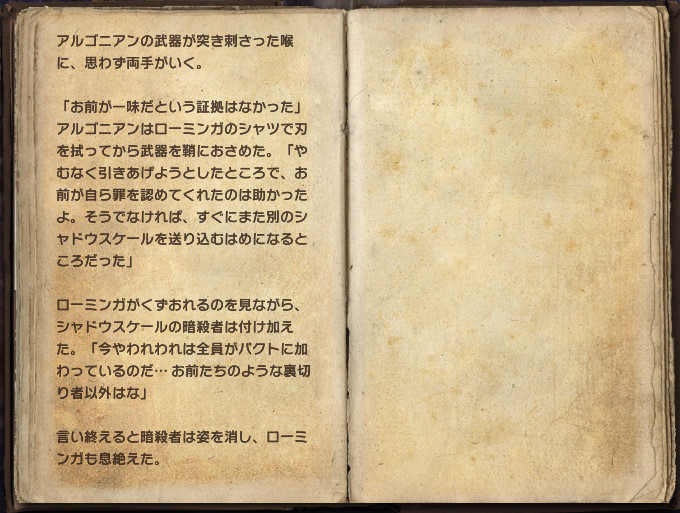 アルゴニアンの武器が突き刺さった喉
に、思わず両手がいく。
「お前が一味だという証拠はなかった」
アルゴニアンはローミンガのシャツで刃
を拭ってから武器を鞘におさめた。「や
むなく引きあげようとしたところで、お
前が自ら罪を認めてくれたのは助かった
よ。そうでなければ、すぐにまた別のシ
ャドウスケールを送り込むはめになると
ころだった」
ローミンガがくずおれるのを見ながら、
シャドウスケールの暗殺者は付け加え
た。「今やわれわれは全員がパクトに加
わっているのだ… お前たちのような裏切
り者以外はな」
言い終えると暗殺者は姿を消し、ローミ
ンガも息絶えた。